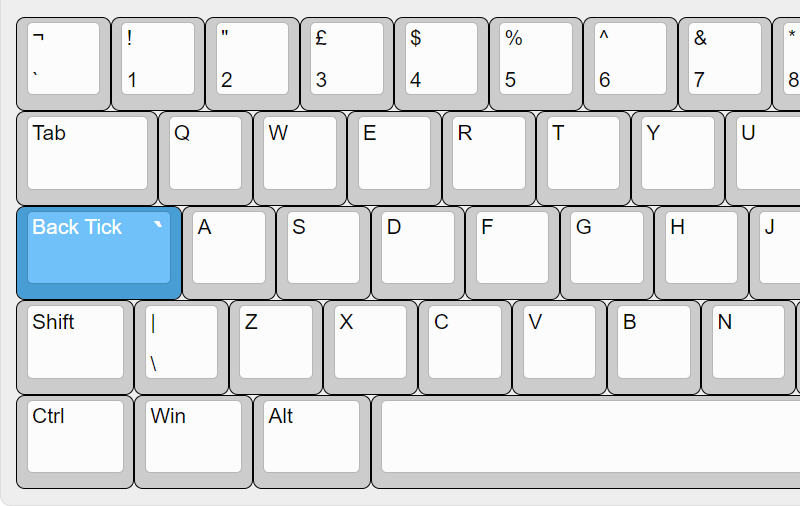 ¬ ! " £ $ % ^ & *
` 1 2 3 4 5 6 7 8
Tab Q W E R T Y U
Back Tick ` A S D F G H J
Shift | Z X C V B N
\
Ctrl Win Alt